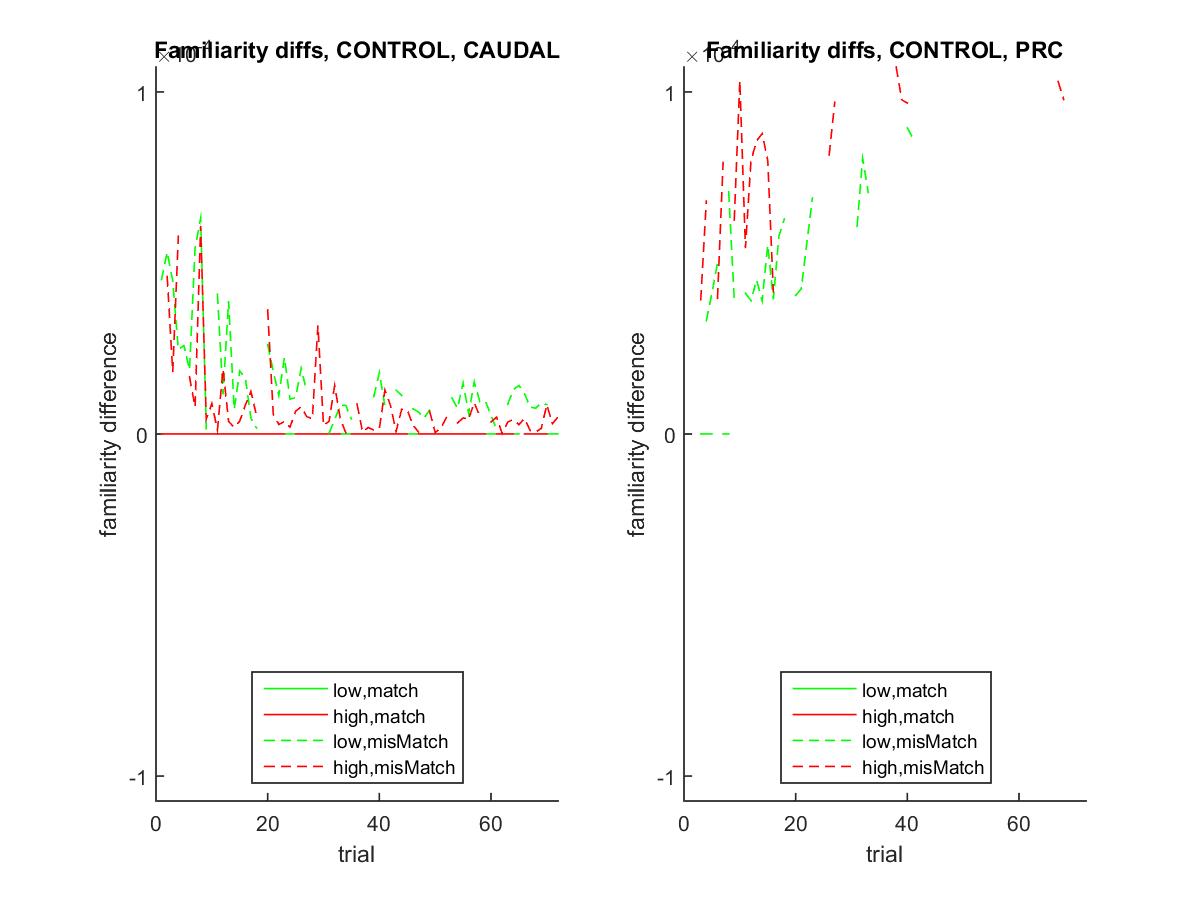 Familiarity diffs, CONTROL, CAUDAL
1
0
-1
familiarity difference
low,match
high,match
low,misMatch
high,misMatch
0 20 40 60
trial
Familiarity diffs, CONTROL, PRC
1
0
-1
familiarity difference
low,match
high,match
low,misMatch
high,misMatch
0 20 40 60
trial